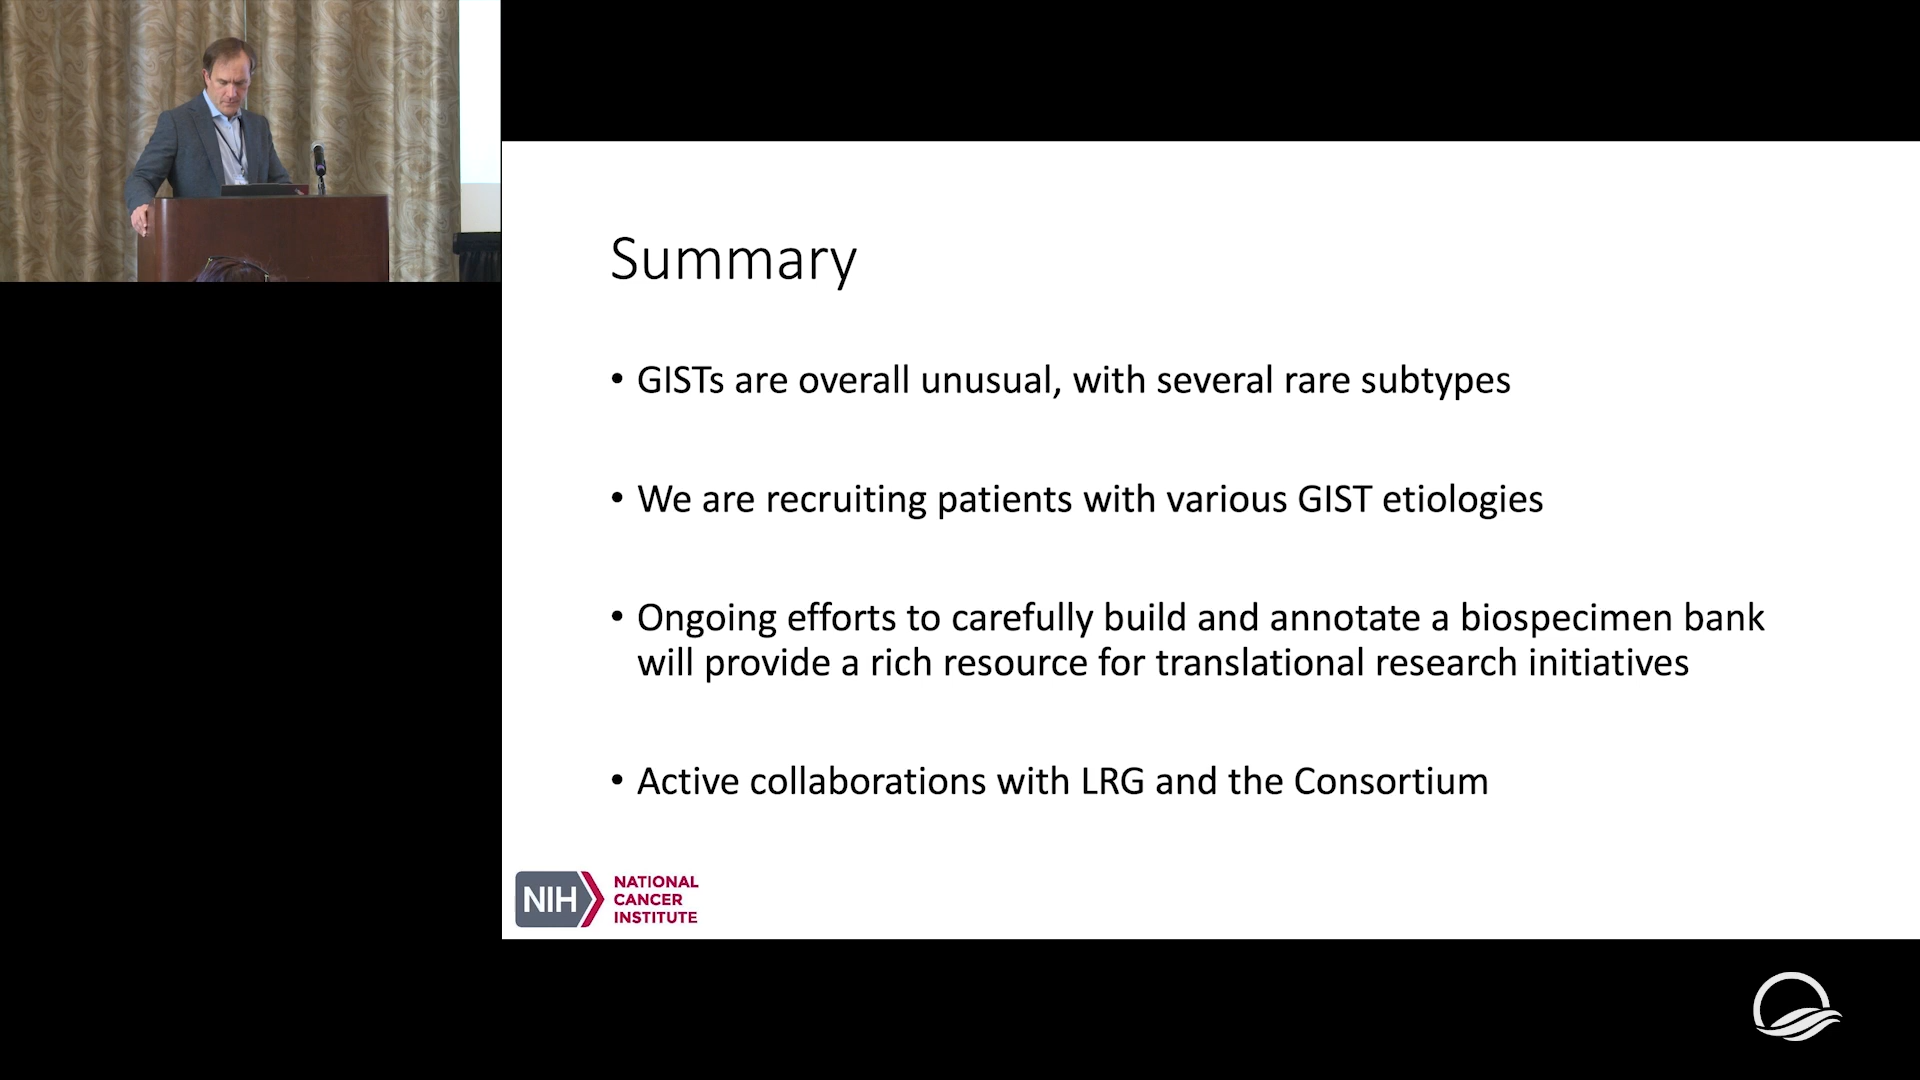 Summary
• GISTs are overall unusual, with several rare subtypes
• We are recruiting patients with various GIST etiologies
• Ongoing efforts to carefully build and annotate a biospecimen bank
will provide a rich resource for translational research initiatives
• Active collaborations with LRG and the Consortium
NIH
NATIONAL
CANCER
INSTITUTE